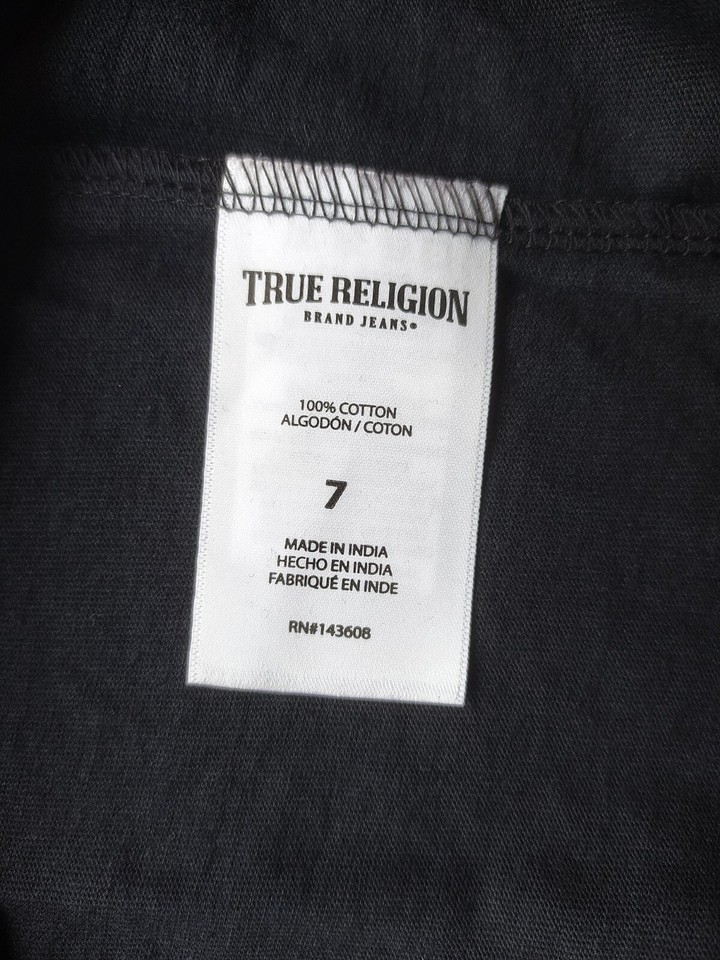 TRUE RELIGION
BRAND JEANS®
100% COTTON
ALGODÓN / COTON
7
MADE IN INDIA
HECHO EN INDIA
FABRIQUÉ EN INDE
RN#143608